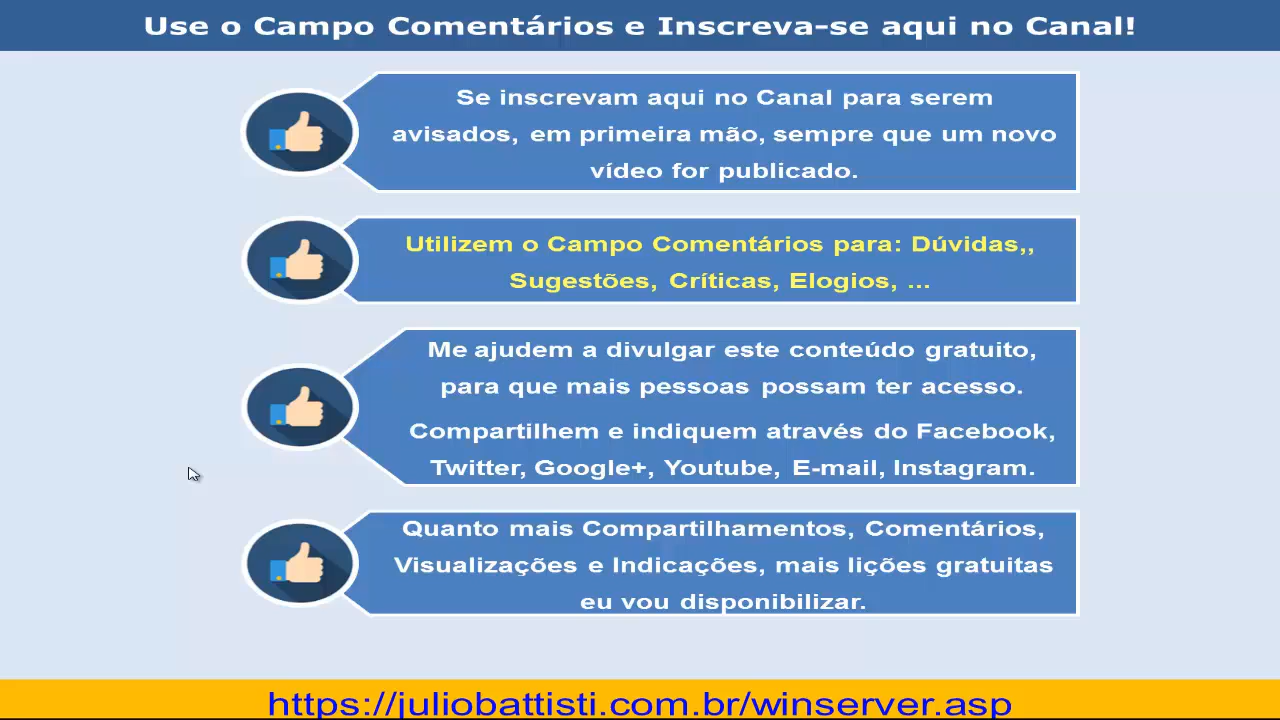 Use o Campo Comentários e Inscreva-se aqui no Canal!
Se inscrevam aqui no Canal para serem
avisados, em primeira mão, sempre que um novo
vídeo for publicado.
Utilizem o Campo Comentários para: Dúvidas,,
Sugestões, Críticas, Elogios, ...
Me ajudem a divulgar este conteúdo gratuito,
para que mais pessoas possam ter acesso.
Compartilhem e indiquem através do Facebook,
Twitter, Google+, Youtube, E-mail, Instagram.
Quanto mais Compartilhamentos, Comentários,
Visualizações e Indicações, mais lições gratuitas
eu vou disponibilizar.
https://juliobattisti.com.br/winserver.asp